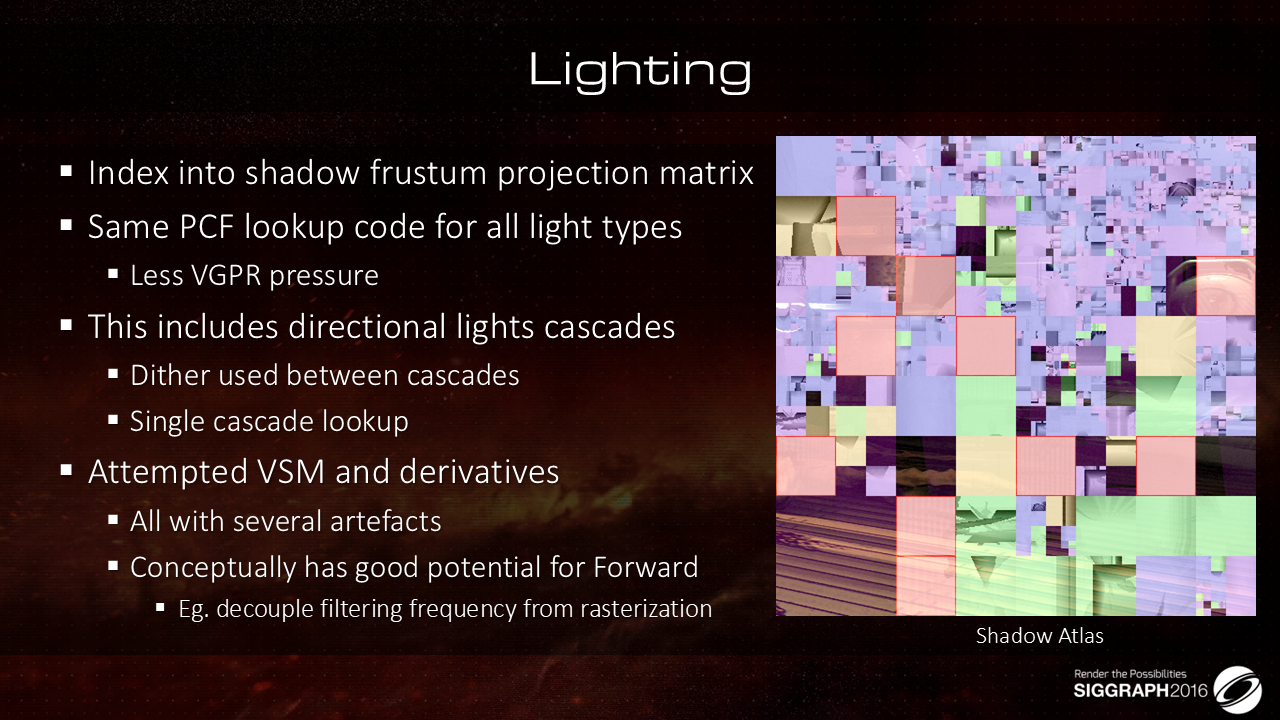 Lighting
Index into shadow frustum projection matrix
Same PCF lookup code for all light types
Less VGPR pressure
This includes directional lights cascades
Dither used between cascades
Single cascade lookup
Attempted VSM and derivatives
All with several artefacts
Conceptually has good potential for Forward
Eg. decouple filtering frequency from rasterization
Shadow Atlas
Render the Possibilities
SIGGRAPH2016